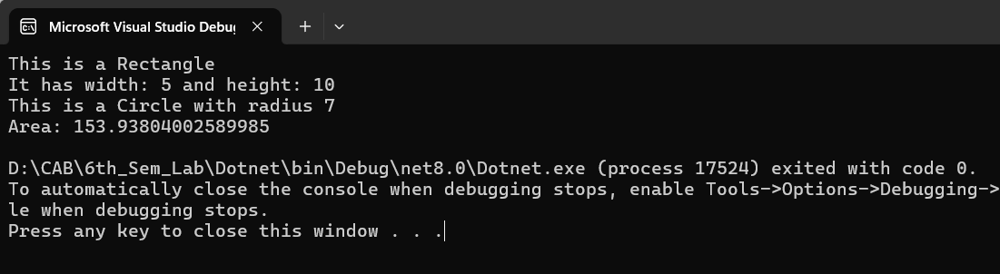 Microsoft Visual Studio Debu
This is a Rectangle
It has width: 5 and height: 10
This is a Circle with radius 7
Area: 153.93804002589985
D:\CAB\6th_Sem_Lab\Dotnet\bin\Debug\net8.0\Dotnet.exe (process 17524) exited with code 0.
To automatically close the console when debugging stops, enable Tools->Options->Debugging->
le when debugging stops.
Press any key to close this window . . .